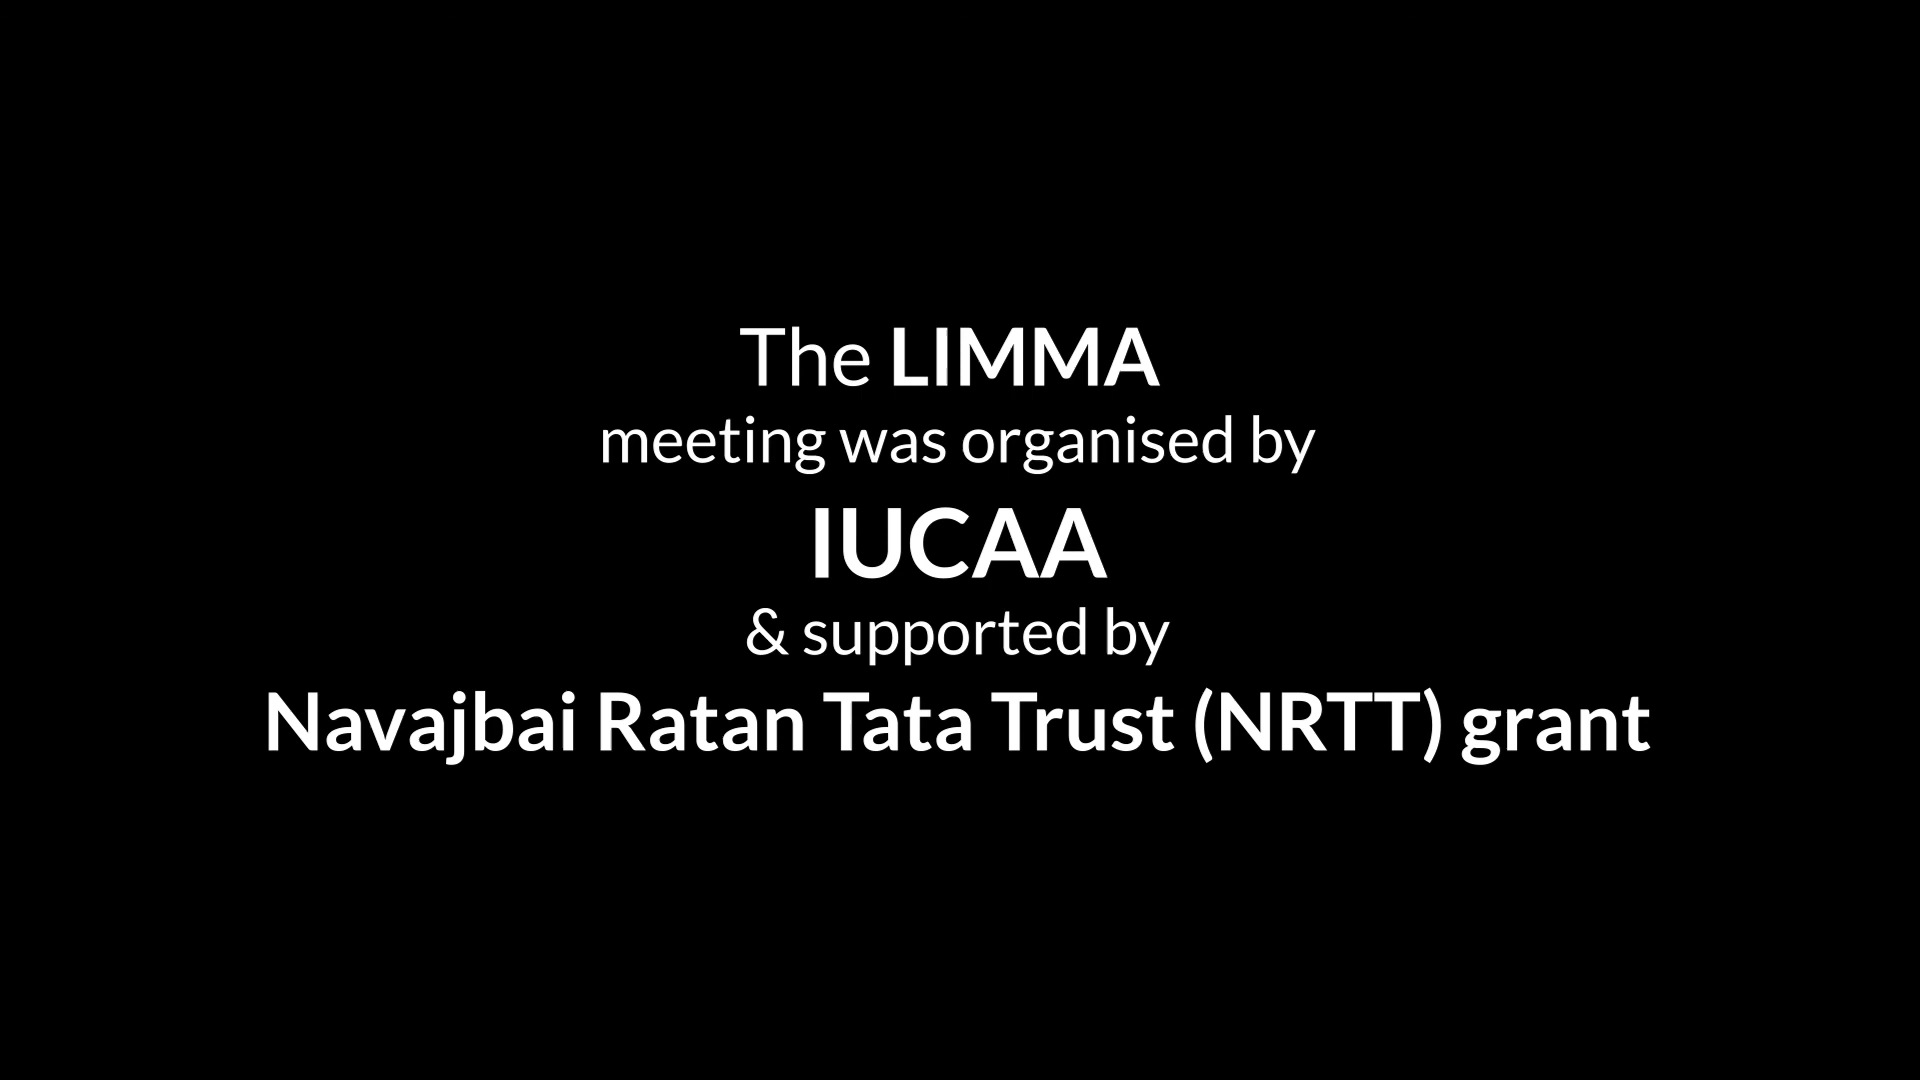 The LIMMA
meeting was organised by
IUCAA
& supported by
Navajbai Ratan Tata Trust (NRTT) grant